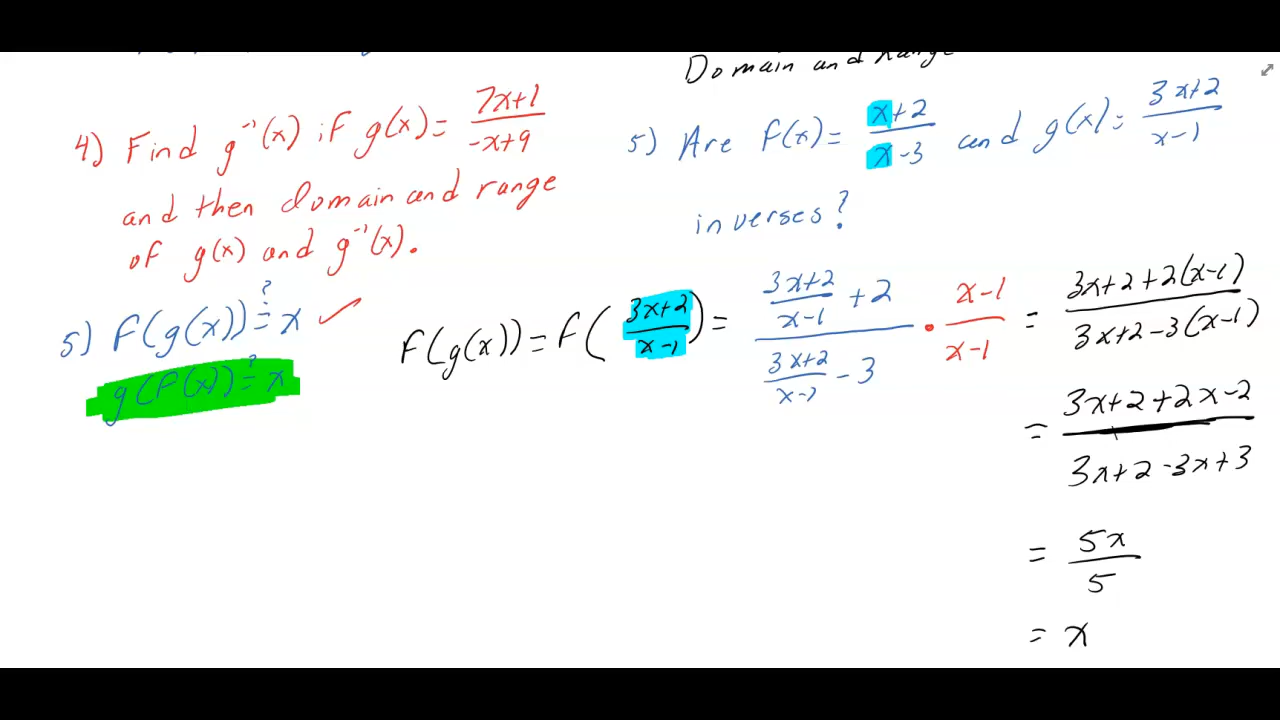 Domain and Range
4) Find g⁻¹(x) if g(x) = (7x+1)/(-x+9)
and then domain and range
of g(x) and g⁻¹(x).
5) Are f(x) = (x+2)/(x-3) and g(x) = (3x+2)/(x-1)
inverses?
5) f(g(x)) ≟ x ✓
g(f(x)) ≟ x
f(g(x)) = f((3x+2)/(x-1)) = ((3x+2)/(x-1) + 2)/((3x+2)/(x-1) - 3) • (x-1)/(x-1) = (3x+2+2(x-1))/(3x+2-3(x-1))
= (3x+2+2x-2)/(3x+2-3x+3)
= 5x/5
= x